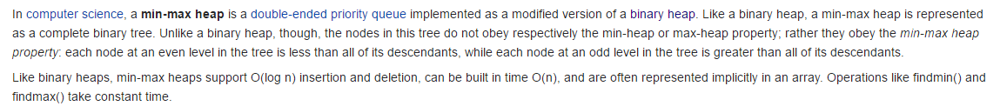 In computer science, a min-max heap is a double-ended priority queue implemented as a modified version of a binary heap. Like a binary heap, a min-max heap is represented
as a complete binary tree. Unlike a binary heap, though, the nodes in this tree do not obey respectively the min-heap or max-heap property; rather they obey the min-max heap
property: each node at an even level in the tree is less than all of its descendants, while each node at an odd level in the tree is greater than all of its descendants.
Like binary heaps, min-max heaps support O(log n) insertion and deletion, can be built in time O(n), and are often represented implicitly in an array. Operations like findmin() and
findmax() take constant time.